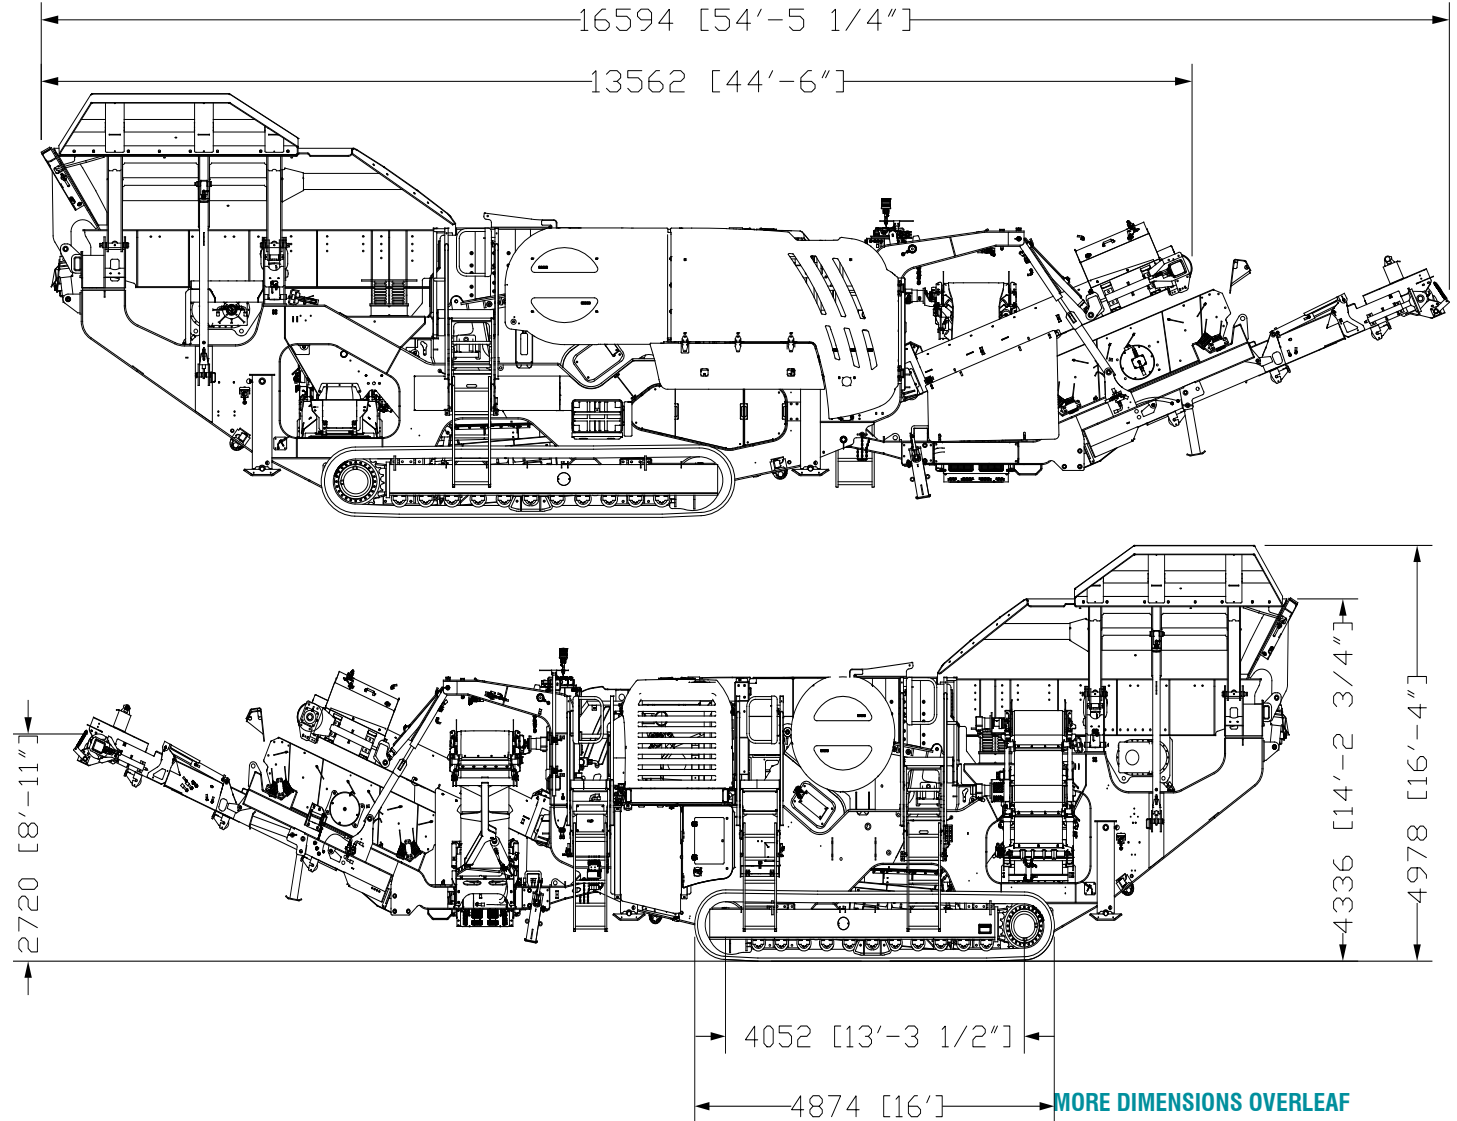 16594 [54'-5 1/4"]
13562 [44'-6"]
2720 [8'-11"]
4336 [14'-2 3/4"]
4978 [16'-4"]
4052 [13'-3 1/2"]
4874 [16']
MORE DIMENSIONS OVERLEAF